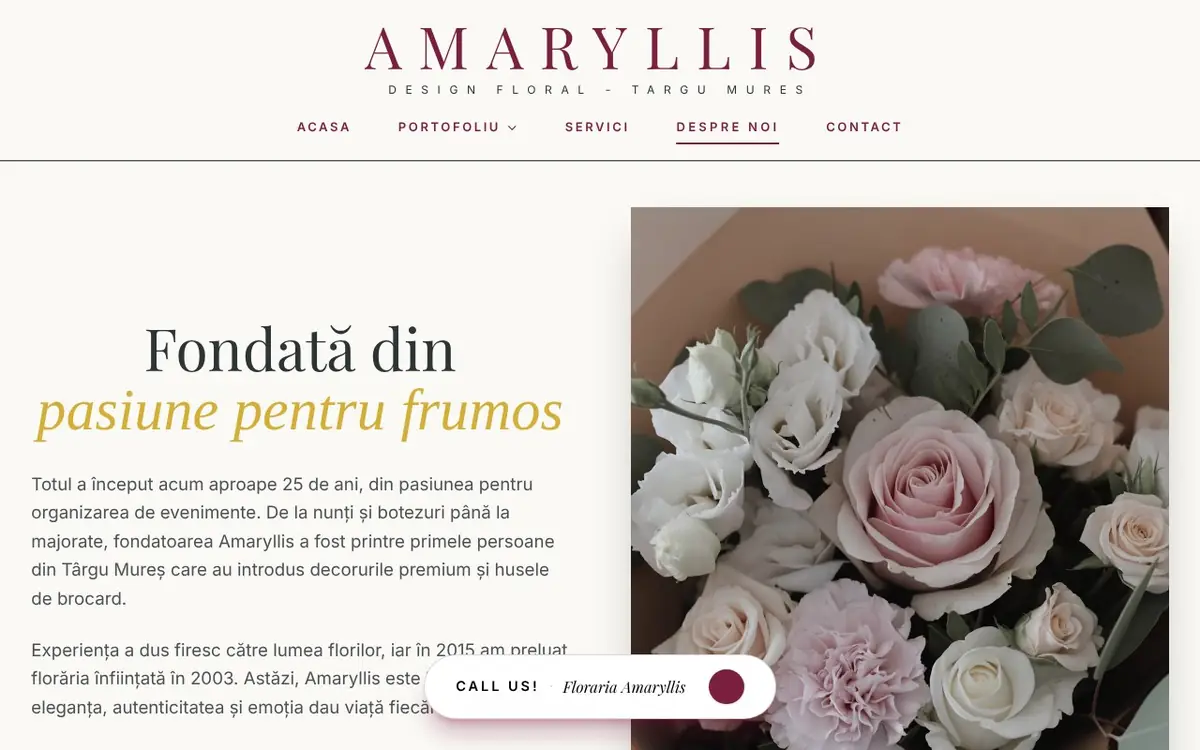 AMARYLLIS
DESIGN FLORAL - TARGU MURES
ACASA PORTOFOLIU SERVICI DESPRE NOI CONTACT
Fondată din
pasiune pentru frumos
Totul a început acum aproape 25 de ani, din pasiunea pentru
organizarea de evenimente. De la nunți și botezuri până la
majorate, fondatoarea Amaryllis a fost printre primele persoane
din Târgu Mureș care au introdus decorurile premium și husele
de brocard.
Experiența a dus firesc către lumea florilor, iar în 2015 am preluat
florăria înființată în 2003. Astăzi, Amaryllis este
eleganța, autenticitatea și emoția dau viață
CALL US! · Floraria Amaryllis